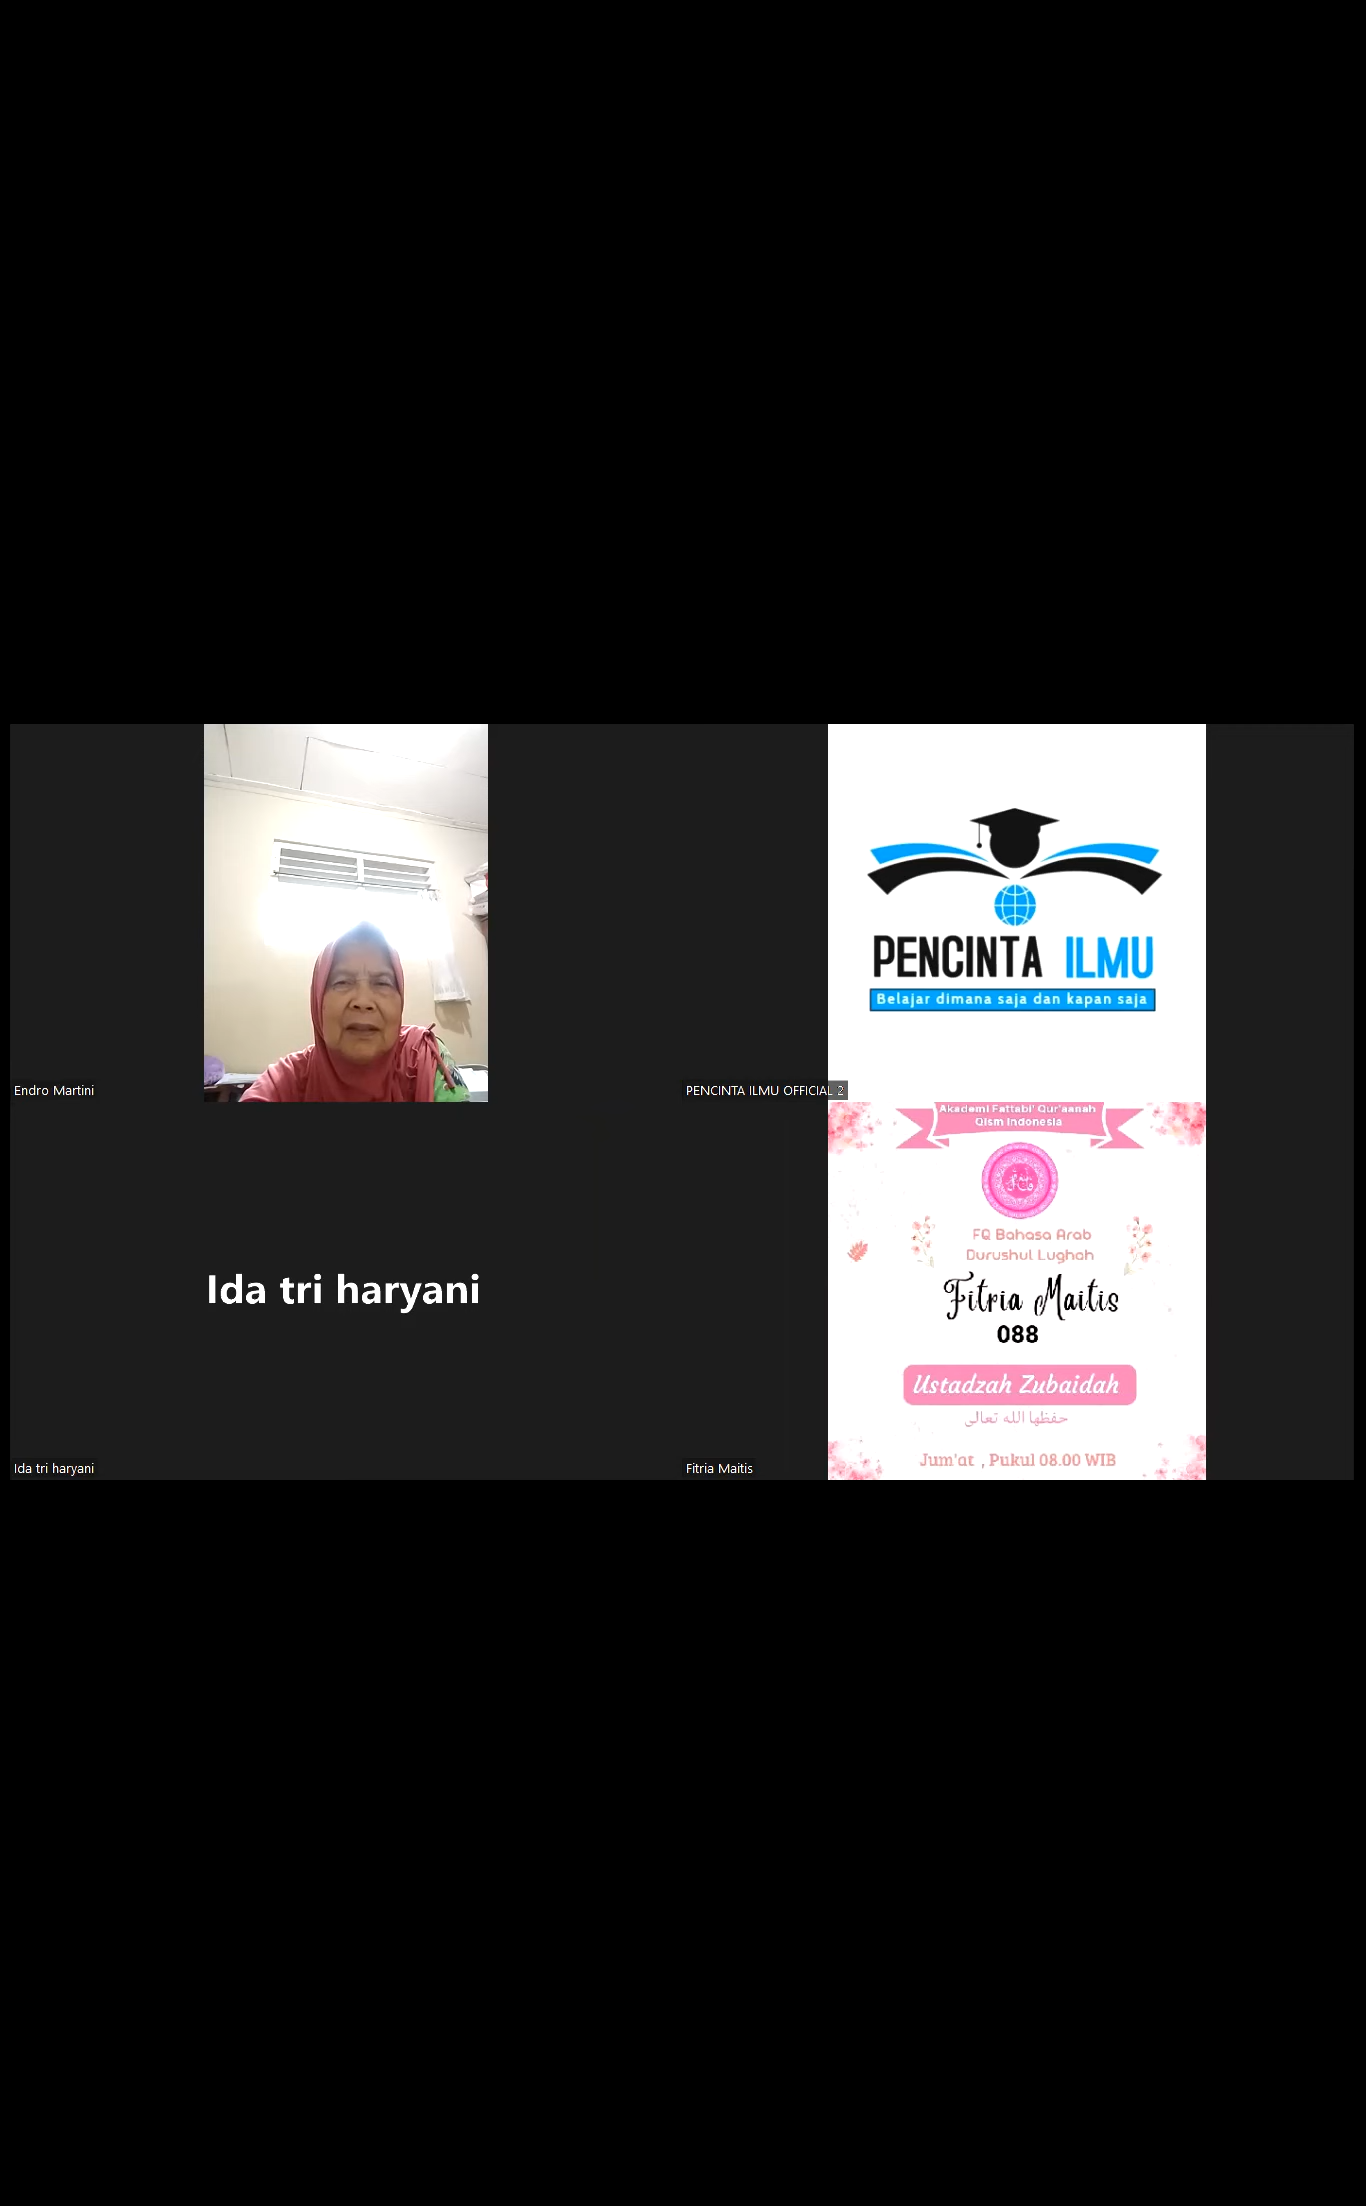 PENCINTA ILMU
Belajar dimana saja dan kapan saja
Endro Martini
PENCINTA ILMU OFFICIAL 2
Akademi Fattabi' Qur'aanah
Qism Indonesia
FQ Bahasa Arab
Durushul Lughah
Fitria Maitis
088
Ustadzah Zubaidah
حفظها الله تعالى
Jum'at , Pukul 08.00 WIB
Ida tri haryani
Ida tri haryani
Fitria Maitis